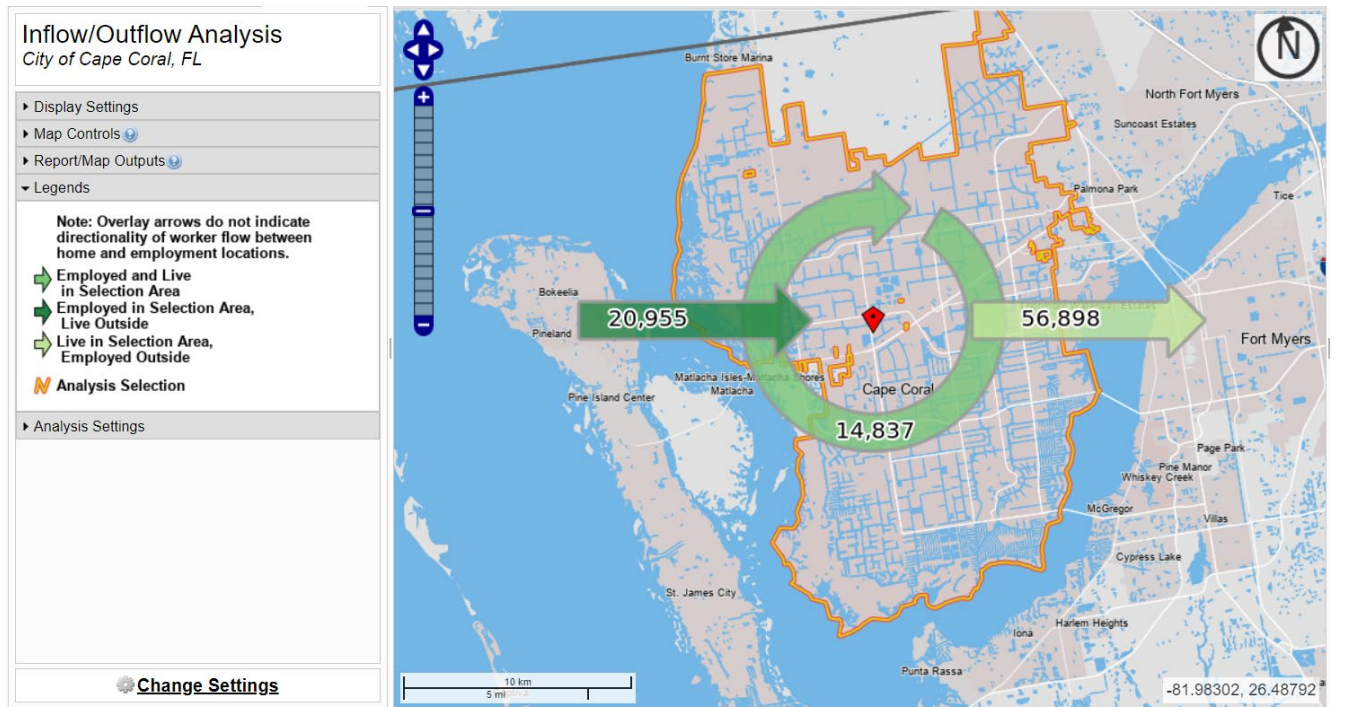 Inflow/Outflow Analysis
City of Cape Coral, FL
Display Settings
Map Controls
Report/Map Outputs
Legends
Note: Overlay arrows do not indicate
directionality of worker flow between
home and employment locations.
Employed and Live
in Selection Area
Employed in Selection Area,
Live Outside
Live in Selection Area,
Employed Outside
Analysis Selection
Analysis Settings
Change Settings
N
Burnt Store Marina
North Fort Myers
Suncoast Estates
Palmona Park
Tice
Bokeelia
20,955
56,898
Pineland
Fort Myers
Matlacha Isles-Matlacha Shores
Matlacha
Cape Coral
Pine Island Center
14,837
Page Park
Pine Manor
Whiskey Creek
McGregor
Villas
Cypress Lake
St. James City
Harlem Heights
Iona
Punta Rassa
10 km
5 mi
-81.98302, 26.48792